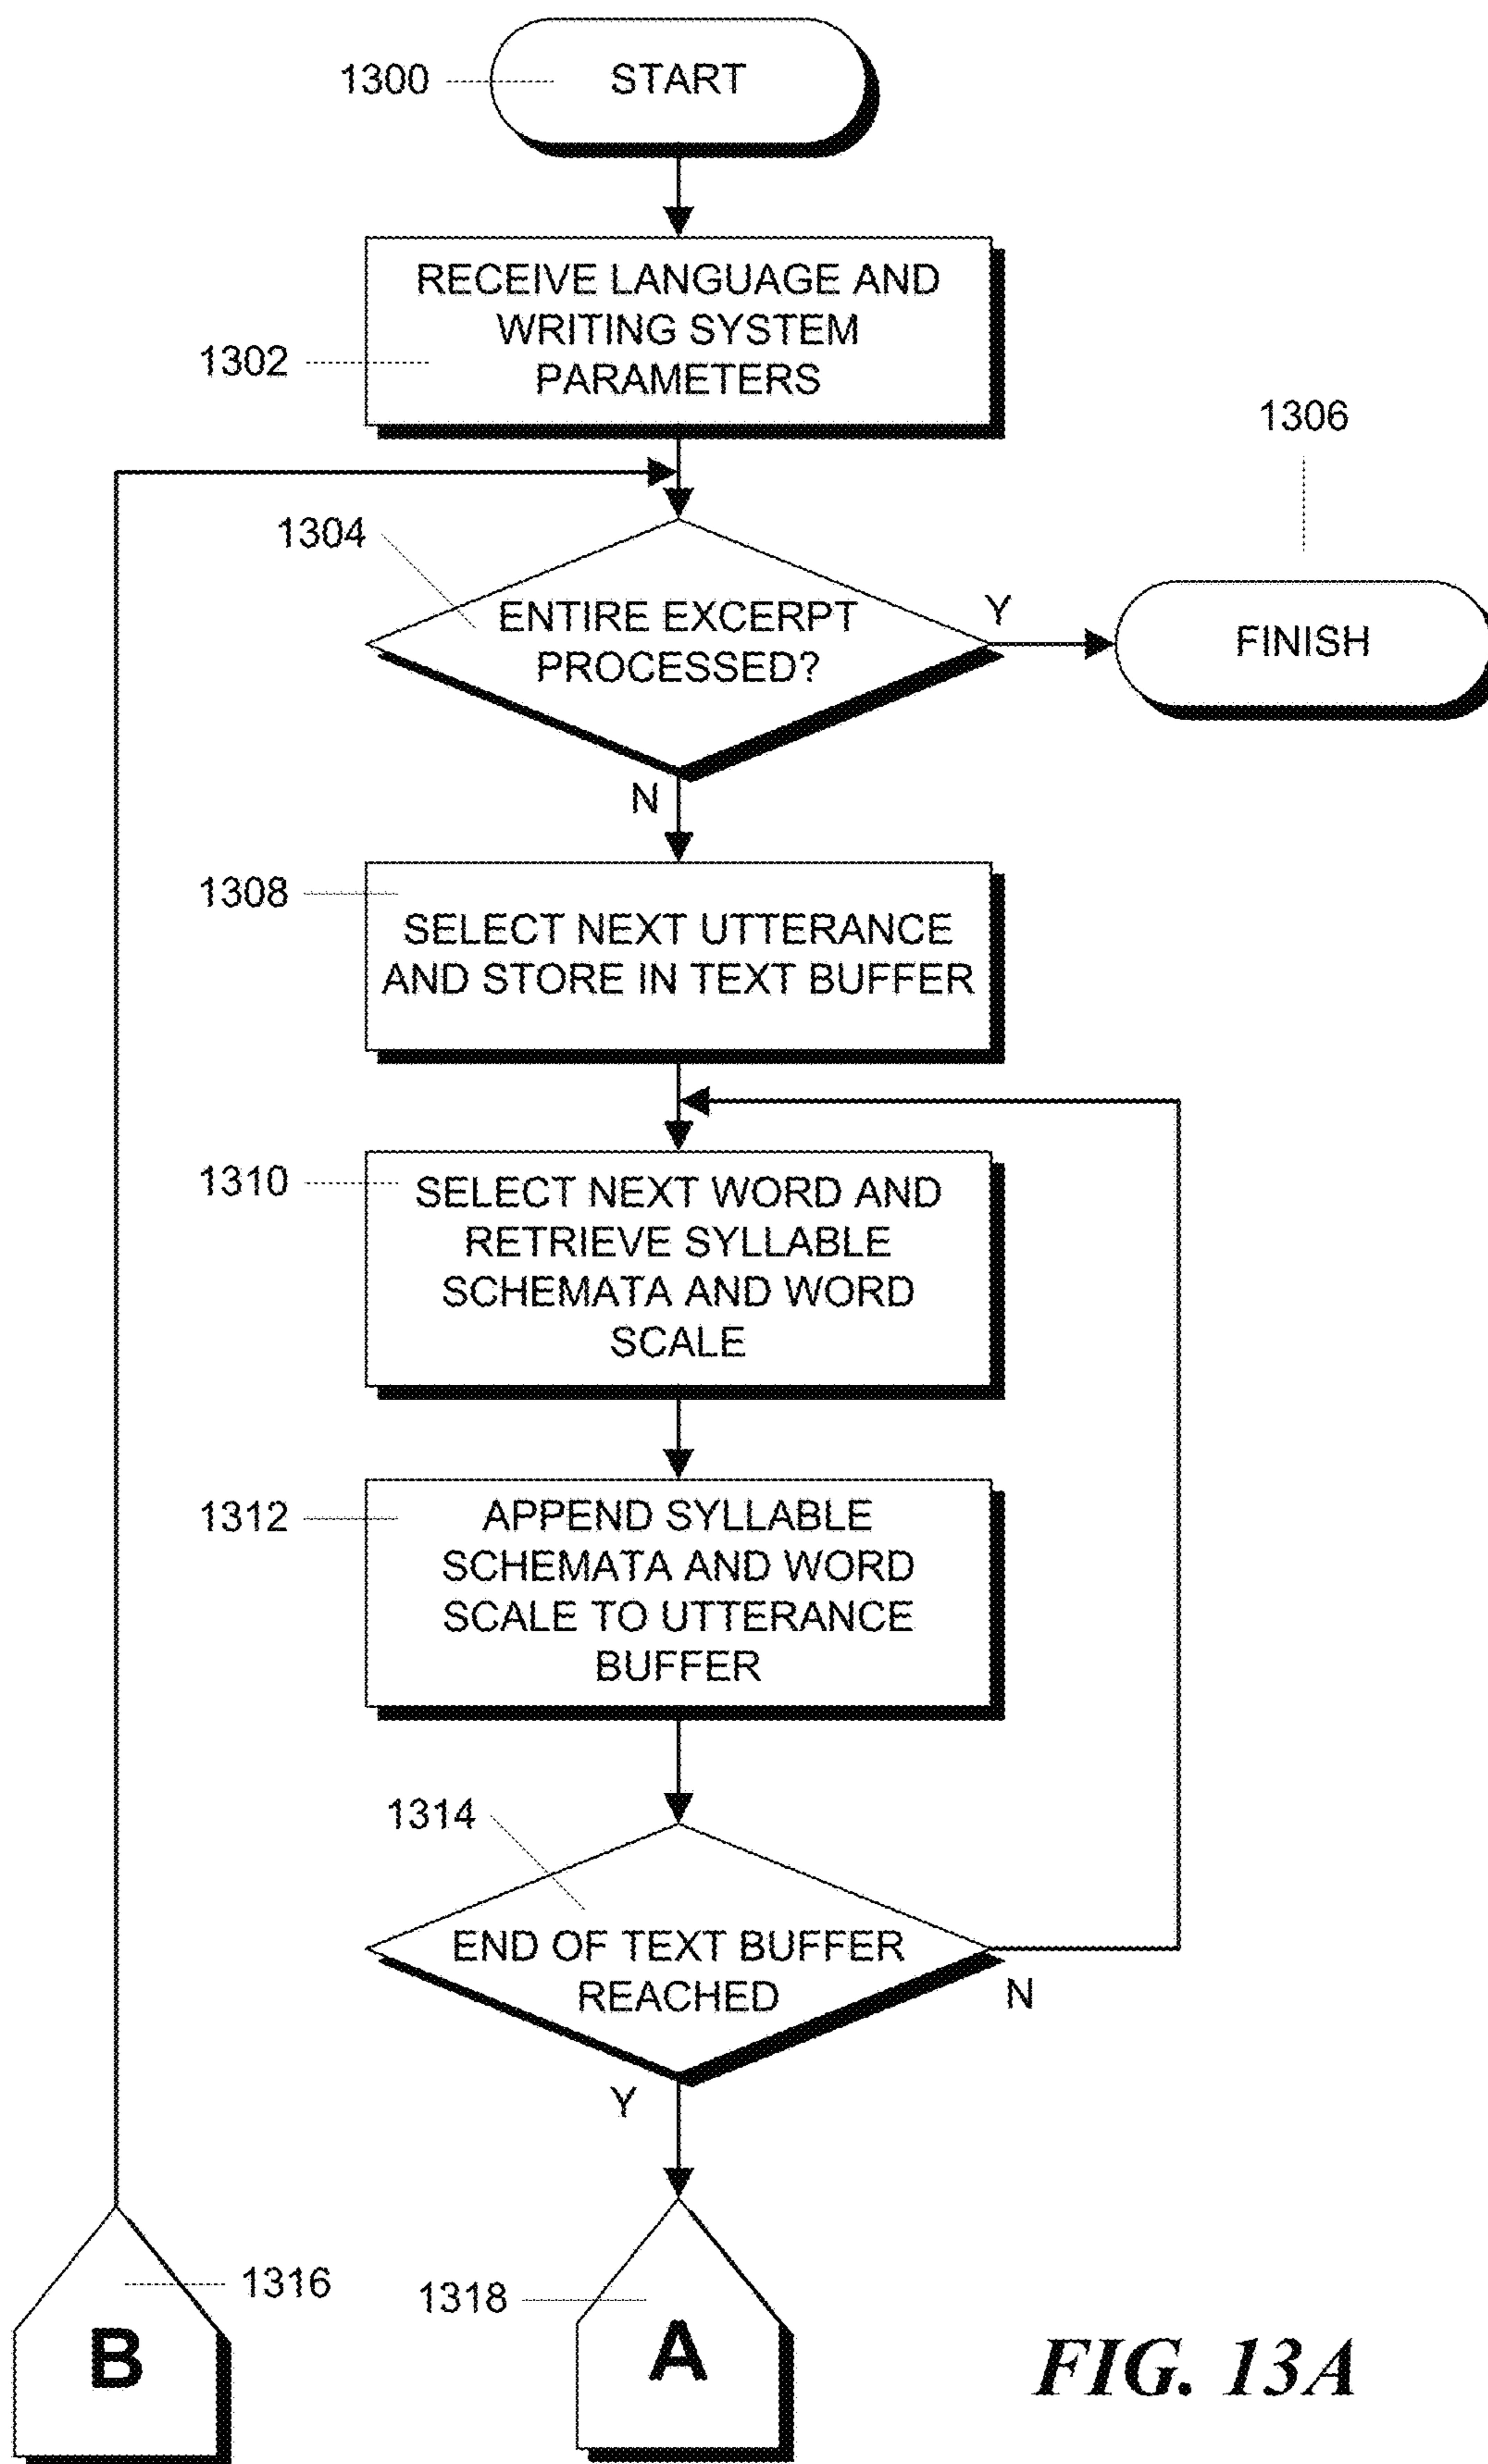 1300
START
RECEIVE LANGUAGE AND
WRITING SYSTEM
PARAMETERS
1302
1306
1304
ENTIRE EXCERPT
PROCESSED?
Y
FINISH
N
1308
SELECT NEXT UTTERANCE
AND STORE IN TEXT BUFFER
1310
SELECT NEXT WORD AND
RETRIEVE SYLLABLE
SCHEMATA AND WORD
SCALE
1312
APPEND SYLLABLE
SCHEMATA AND WORD
SCALE TO UTTERANCE
BUFFER
1314
END OF TEXT BUFFER
REACHED
N
Y
1316
B
1318
A
FIG. 13A